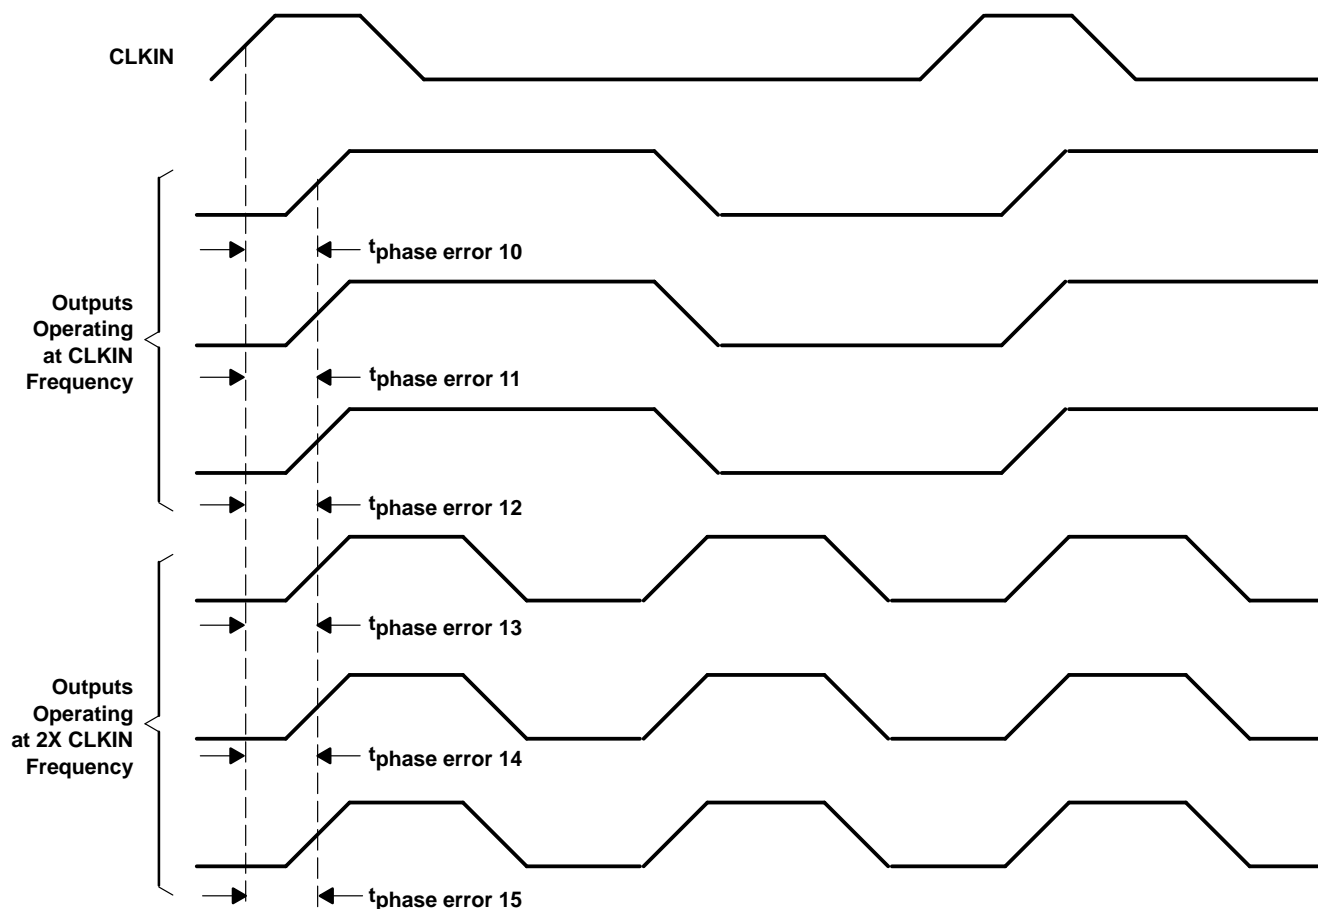 CLKIN
tphase error 10
Outputs
Operating
at CLKIN
Frequency
tphase error 11
tphase error 12
tphase error 13
Outputs
Operating
at 2X CLKIN
Frequency
tphase error 14
tphase error 15